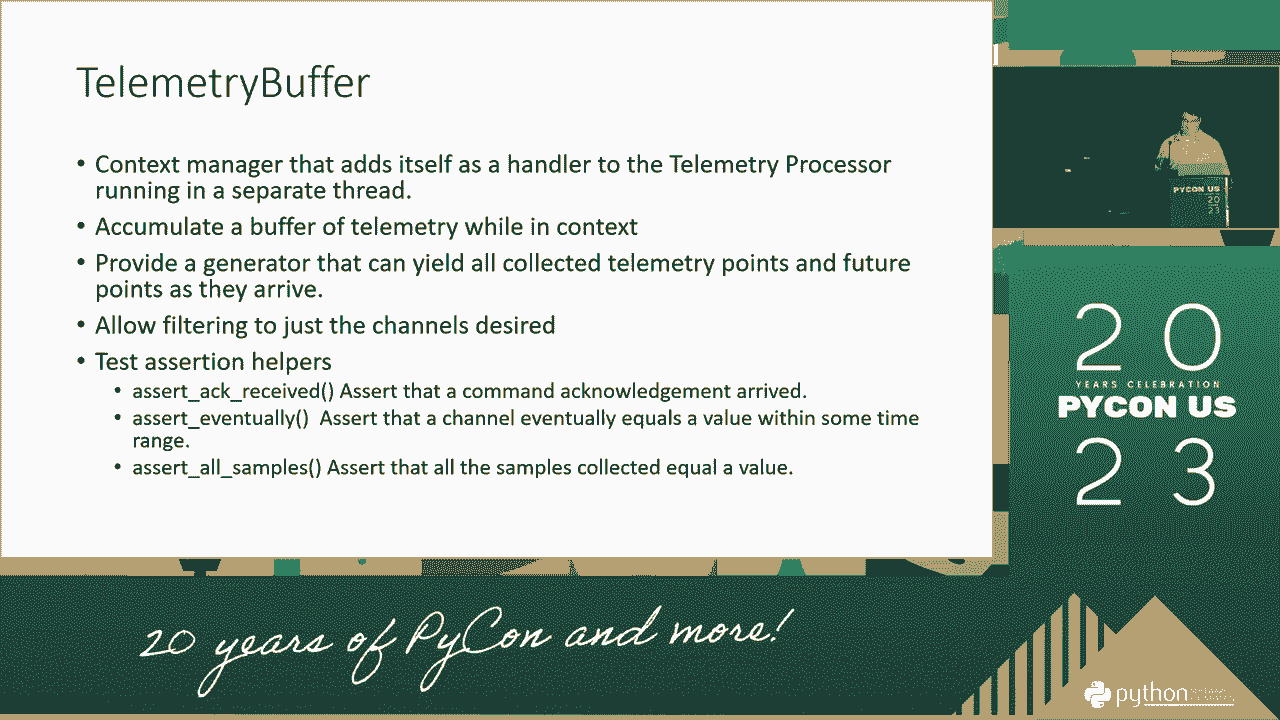 TelemetryBuffer
• Context manager that adds itself as a handler to the Telemetry Processor
running in a separate thread.
• Accumulate a buffer of telemetry while in context
• Provide a generator that can yield all collected telemetry points and future
points as they arrive.
• Allow filtering to just the channels desired
• Test assertion helpers
• assert_ack_received() Assert that a command acknowledgement arrived.
• assert_eventually()  Assert that a channel eventually equals a value within some time
range.
• assert_all_samples() Assert that all the samples collected equal a value.
PYCON US
20
23
20
YEARS CELEBRATION
PYCON US
23
20 years of PyCon and more!
python